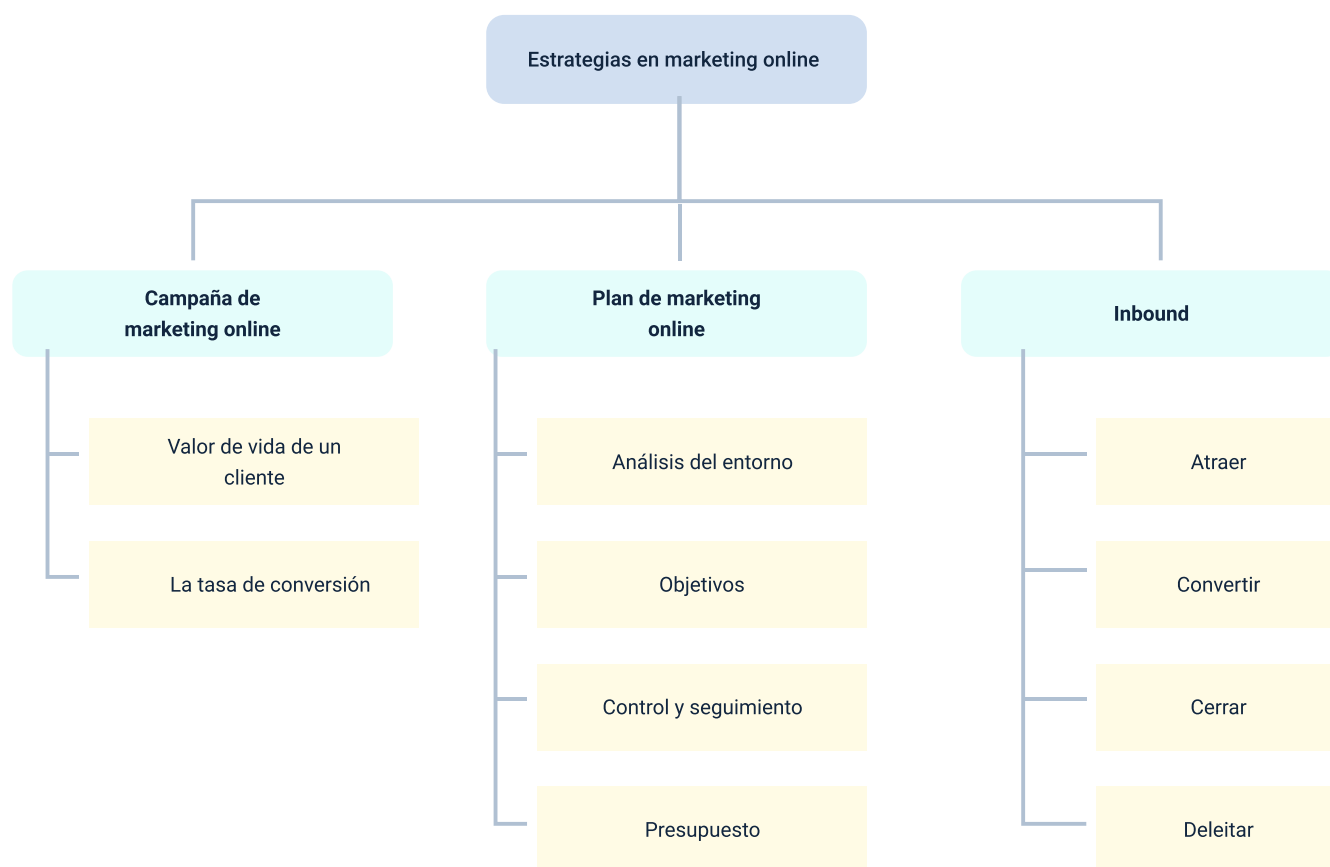 Estrategias en marketing online
Campaña de
marketing online
Valor de vida de un
cliente
La tasa de conversión
Plan de marketing
online
Análisis del entorno
Objetivos
Control y seguimiento
Presupuesto
Inbound
Atraer
Convertir
Cerrar
Deleitar